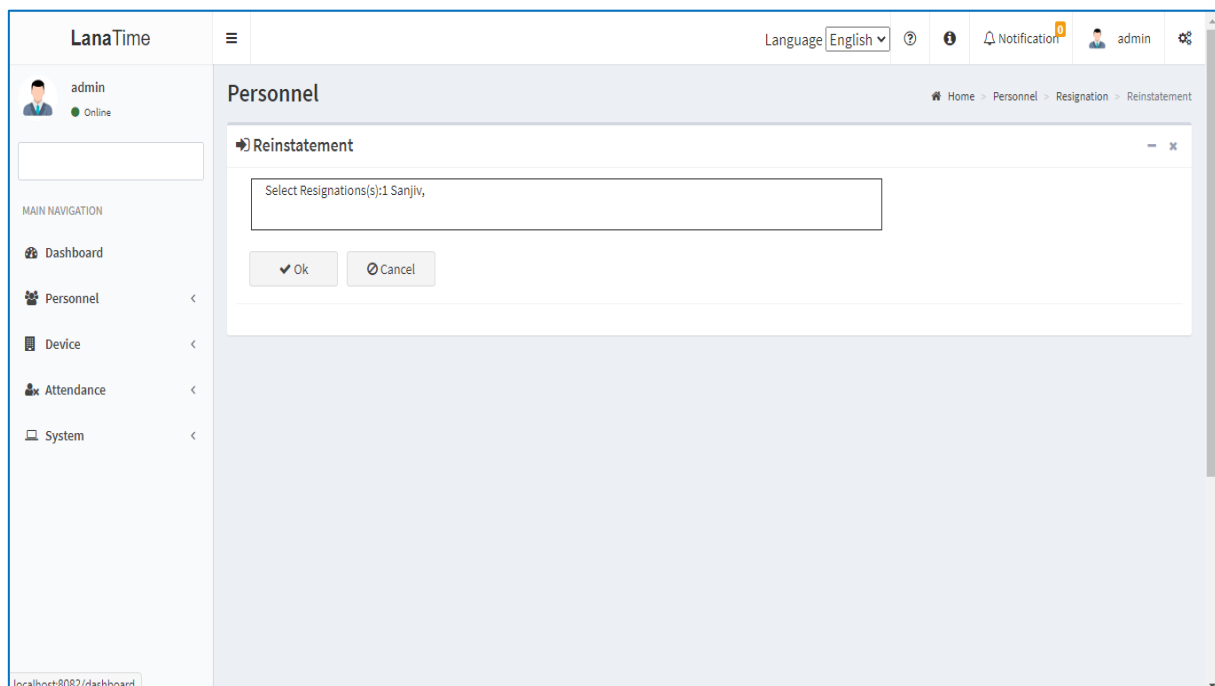 LanaTime
Language English
Notification 0
admin
admin
Online
Personnel
Home > Personnel > Resignation > Reinstatement
Reinstatement
Select Resignations(s):1 Sanjiv,
Ok Cancel
MAIN NAVIGATION
Dashboard
Personnel
Device
Attendance
System
localhost:8082/dashboard